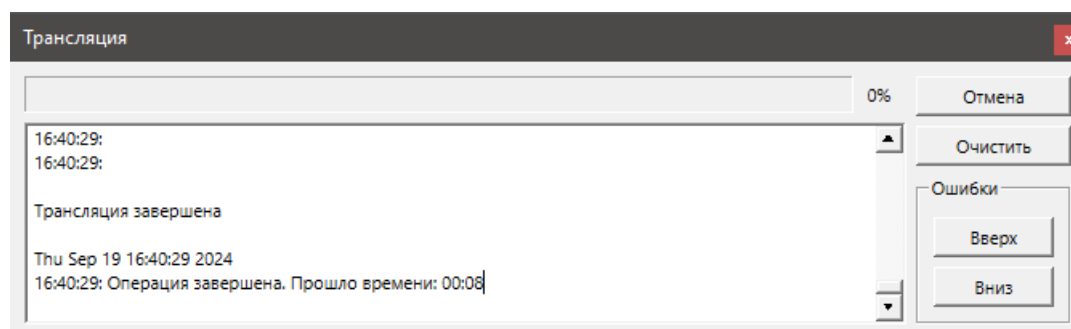 Трансляция
x
0%
Отмена
16:40:29:
16:40:29:
Очистить
Ошибки
Трансляция завершена
Вверх
Thu Sep 19 16:40:29 2024
16:40:29: Операция завершена. Прошло времени: 00:08
Вниз